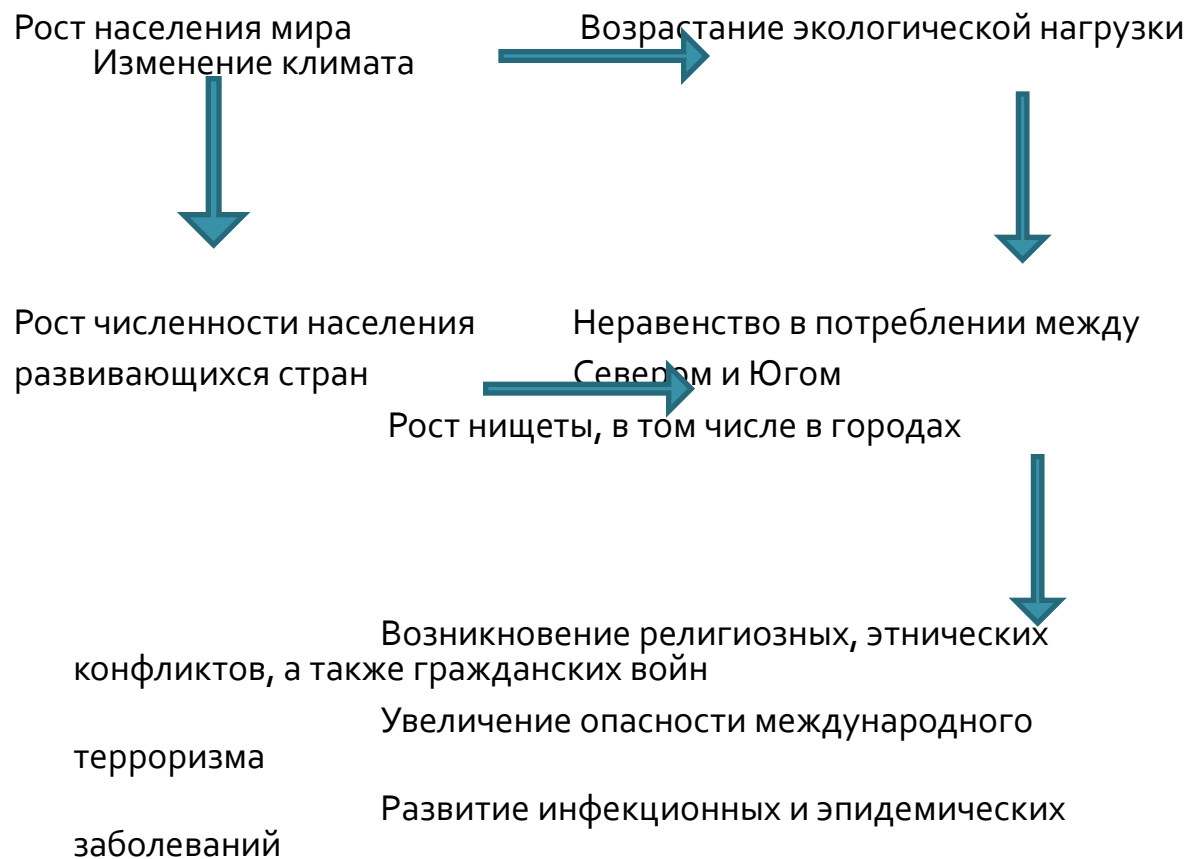 Рост населения мира Возрастание экологической нагрузки
Изменение климата
Рост численности населения Неравенство в потреблении между
развивающихся стран Севером и Югом
Рост нищеты, в том числе в городах
Возникновение религиозных, этнических
конфликтов, а также гражданских войн
Увеличение опасности международного
терроризма
Развитие инфекционных и эпидемических
заболеваний